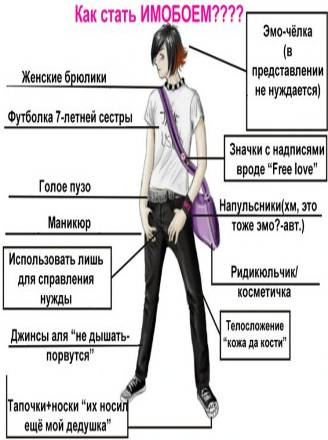 Как стать ИМОБОЕМ????
Эмо-чёлка
(в
представлении
не нуждается)
Женские брюлики
Футболка 7-летней сестры
Значки с надписями
вроде "Free love"
Голое пузо
Напульсники(хм, это
тоже эмо?-авт.)
Маникюр
Использовать лишь
для справления
нужды
Ридикюльчик/
косметичка
Телосложение
"кожа да кости"
Джинсы аля "не дышать-
порвутся"
Тапочки+носки "их носил
ещё мой дедушка"